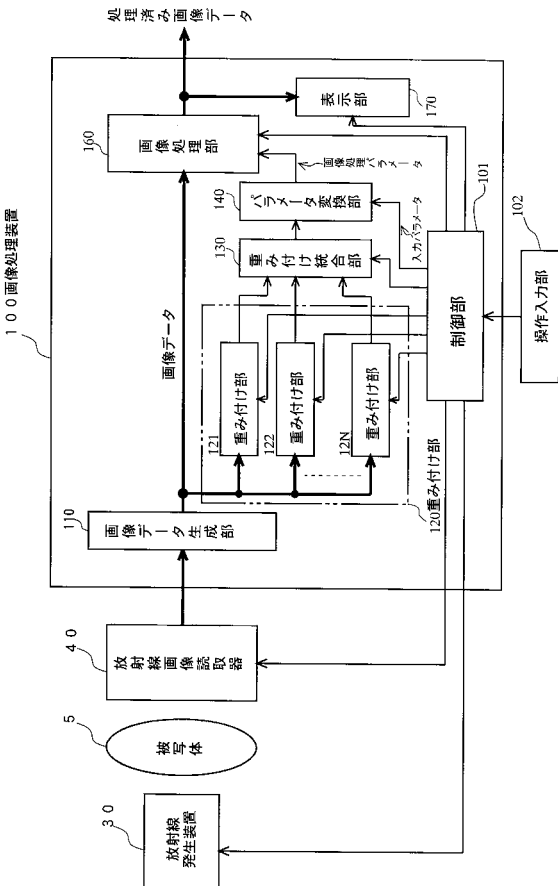 100画像処理装置
処理済み画像データ
160
画像処理部
表示部
170
画像処理パラメータ
140
パラメータ変換部
入力パラメータ
101
130
重み付け統合部
制御部
102
操作入力部
画像データ
121
重み付け部
122
重み付け部
12N
重み付け部
120重み付け部
110
画像データ生成部
40
放射線画像読取器
5
被写体
30
放射線
発生装置